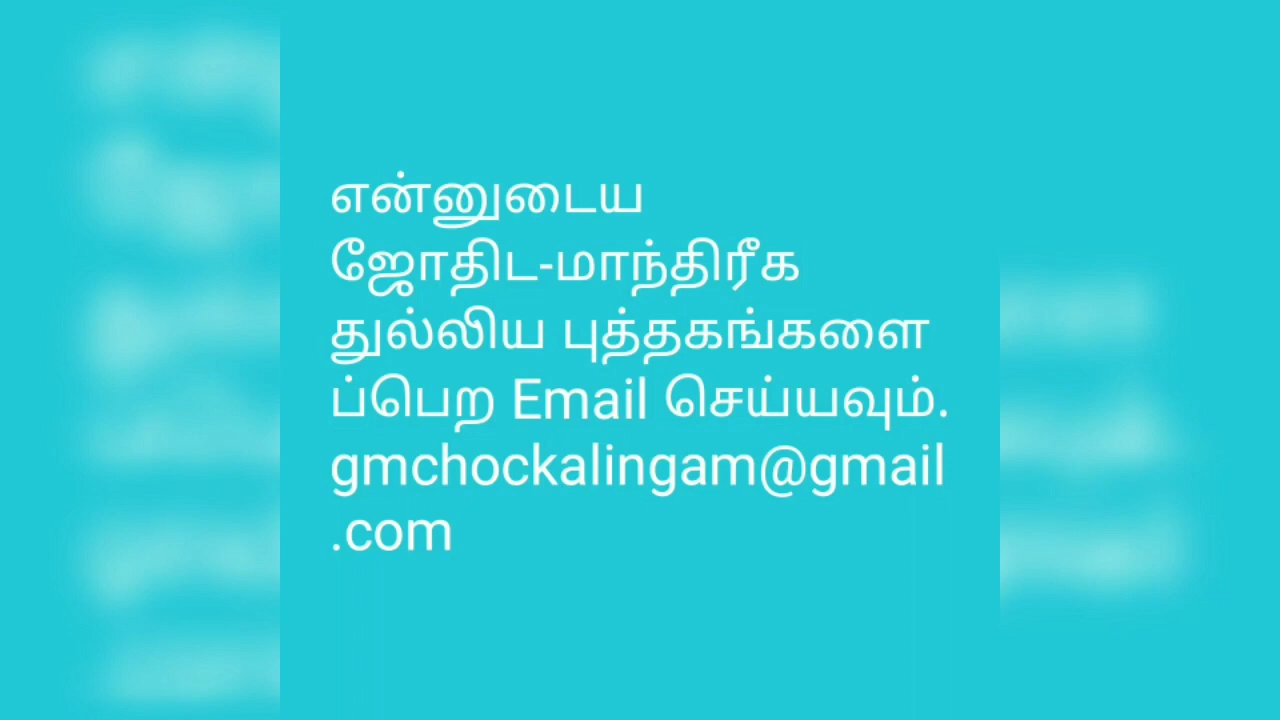 என்னுடைய
ஜோதிட-மாந்திரீக
துல்லிய புத்தகங்களை
ப்பெற Email செய்யவும்.
gmchockalingam@gmail
.com